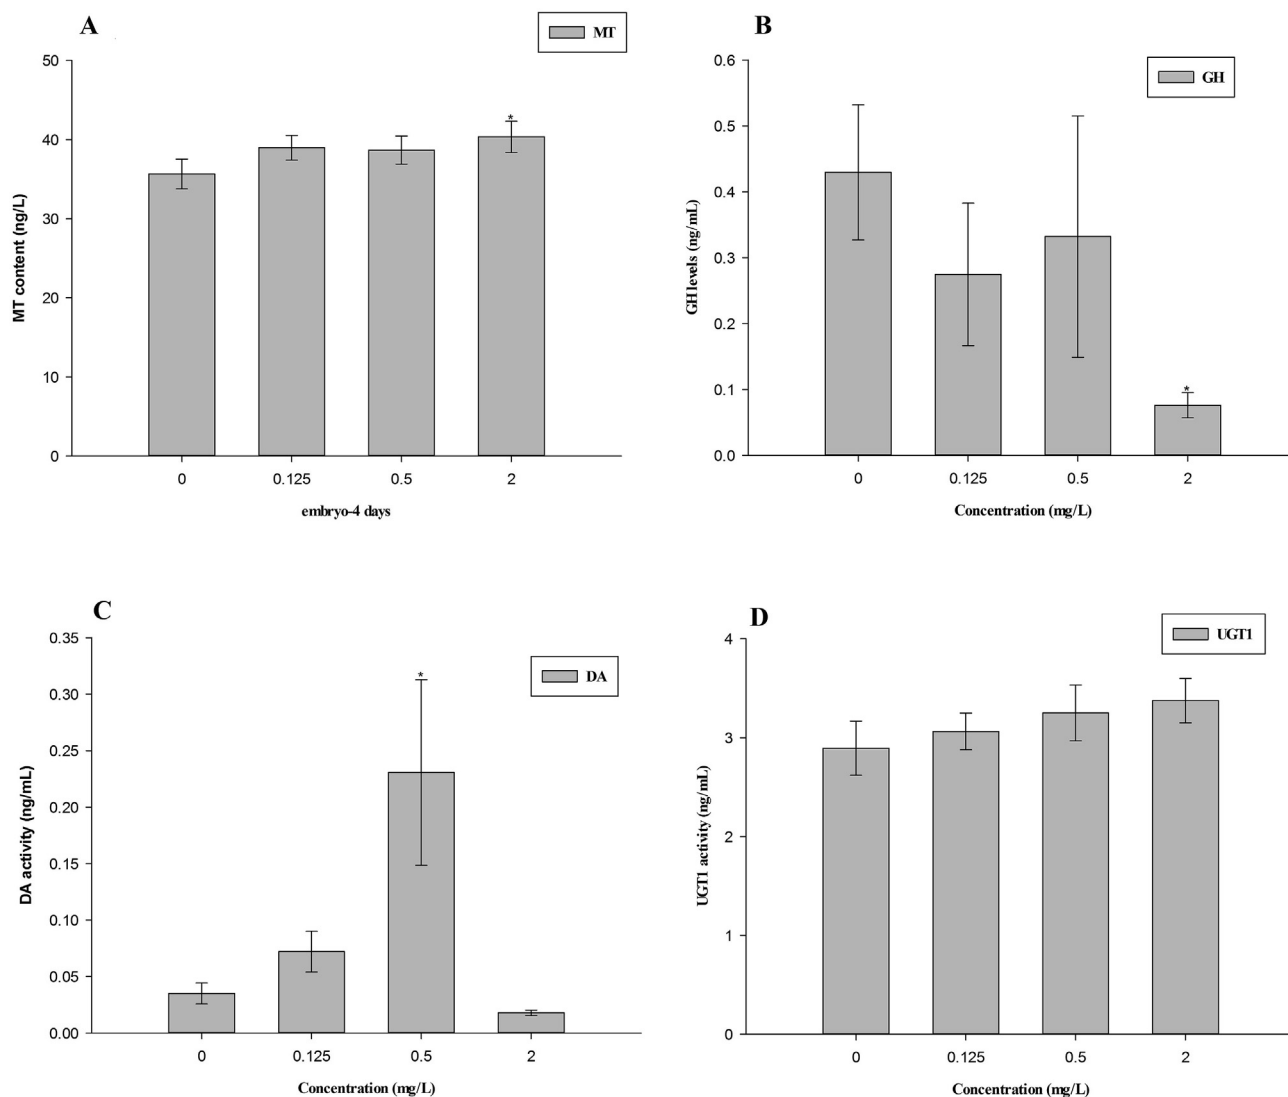 A
MT
50
40
30
20
10
0
MT content (ng/L)
*
0 0.125 0.5 2
embryo-4 days
B
GH
0.6
0.5
0.4
0.3
0.2
0.1
0.0
GH levels (ng/mL)
*
0 0.125 0.5 2
Concentration (mg/L)
C
DA
0.35
0.30
0.25
0.20
0.15
0.10
0.05
0.00
DA activity (ng/mL)
*
0 0.125 0.5 2
Concentration (mg/L)
D
UGT1
4
3
2
1
0
UGT1 activity (ng/mL)
0 0.125 0.5 2
Concentration (mg/L)